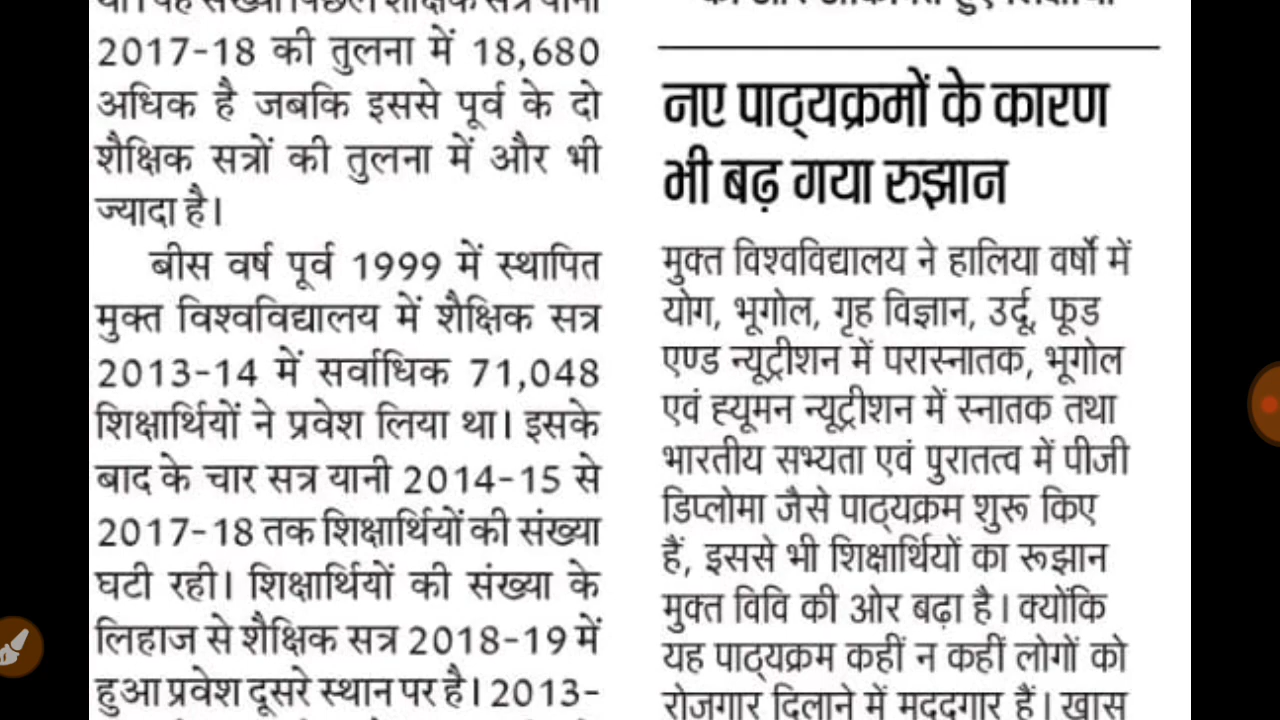 2017-18 की तुलना में 18,680
अधिक है जबकि इससे पूर्व के दो
शैक्षिक सत्रों की तुलना में और भी
ज्यादा है।
बीस वर्ष पूर्व 1999 में स्थापित
मुक्त विश्वविद्यालय में शैक्षिक सत्र
2013-14 में सर्वाधिक 71,048
शिक्षार्थियों ने प्रवेश लिया था। इसके
बाद के चार सत्र यानी 2014-15 से
2017-18 तक शिक्षार्थियों की संख्या
घटी रही। शिक्षार्थियों की संख्या के
लिहाज से शैक्षिक सत्र 2018-19 में
हुआ प्रवेश दूसरे स्थान पर है। 2013-
नए पाठ्यक्रमों के कारण
भी बढ़ गया रुझान
मुक्त विश्वविद्यालय ने हालिया वर्षों में
योग, भूगोल, गृह विज्ञान, उर्दू, फूड
एण्ड न्यूट्रीशन में परास्नातक, भूगोल
एवं ह्यूमन न्यूट्रीशन में स्नातक तथा
भारतीय सभ्यता एवं पुरातत्व में पीजी
डिप्लोमा जैसे पाठ्यक्रम शुरू किए
हैं, इससे भी शिक्षार्थियों का रूझान
मुक्त विवि की ओर बढ़ा है। क्योंकि
यह पाठ्यक्रम कहीं न कहीं लोगों को
रोजगार दिलाने में मददगार हैं। खास